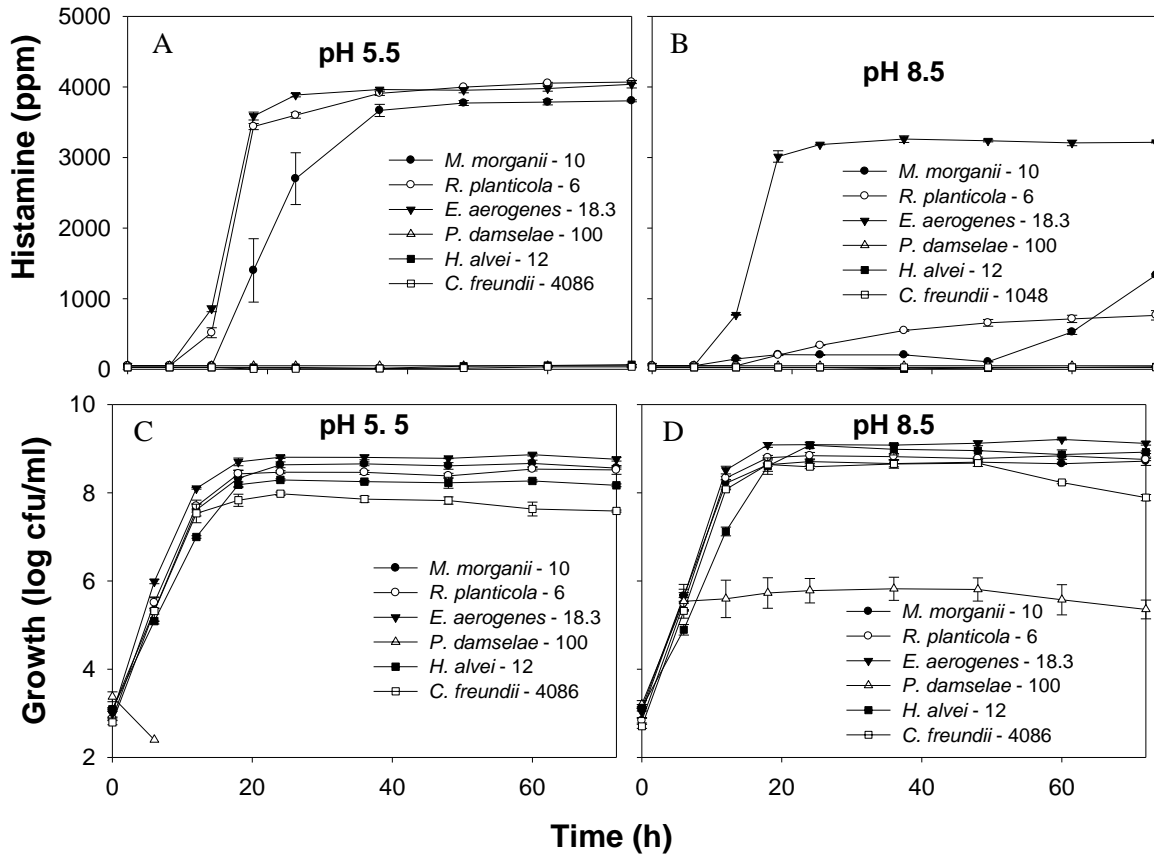 Histamine (ppm)
5000
4000
3000
2000
1000
0
A
pH 5.5
M. morganii - 10
R. planticola - 6
E. aerogenes - 18.3
P. damselae - 100
H. alvei - 12
C. freundii - 4086
B
pH 8.5
M. morganii - 10
R. planticola - 6
E. aerogenes - 18.3
P. damselae - 100
H. alvei - 12
C. freundii - 1048
Growth (log cfu/ml)
10
8
6
4
2
C
pH 5. 5
M. morganii - 10
R. planticola - 6
E. aerogenes - 18.3
P. damselae - 100
H. alvei - 12
C. freundii - 4086
0
20
40
60
D
pH 8.5
M. morganii - 10
R. planticola - 6
E. aerogenes - 18.3
P. damselae - 100
H. alvei - 12
C. freundii - 4086
0
20
40
60
Time (h)